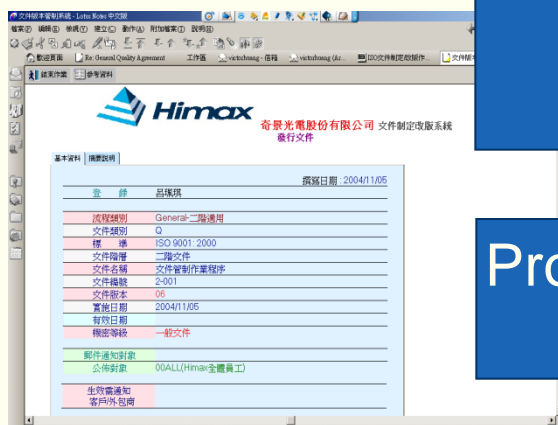 文件版本管制系統 - Lotus Notes 中文版
檔案(F) 編輯(E) 檢視(V) 建立(C) 動作(A) 附加檔案(I) 說明(H)
歡迎頁面 Re: General Quality Agreement 工作區 victorhuang - 信箱 victorhuang (Ar... ISO文件制定改版作... 文件版本
結束作業 參考資料
Himax 奇景光電股份有限公司 文件制定改版系統
發行文件
基本資料 摘要說明
撰寫日期 : 2004/11/05
登 錄 呂珮琪
流程類別 General-二階適用
文件類別 Q
標 準 ISO 9001: 2000
文件階層 二階文件
文件名稱 文件管制作業程序
文件編號 2-001
文件版本 06
實施日期 2004/11/05
有效日期
機密等級 一般文件
郵件通知對象
公佈對象 00ALL(Himax全體員工)
生效需通知
客戶/外包商
Pro